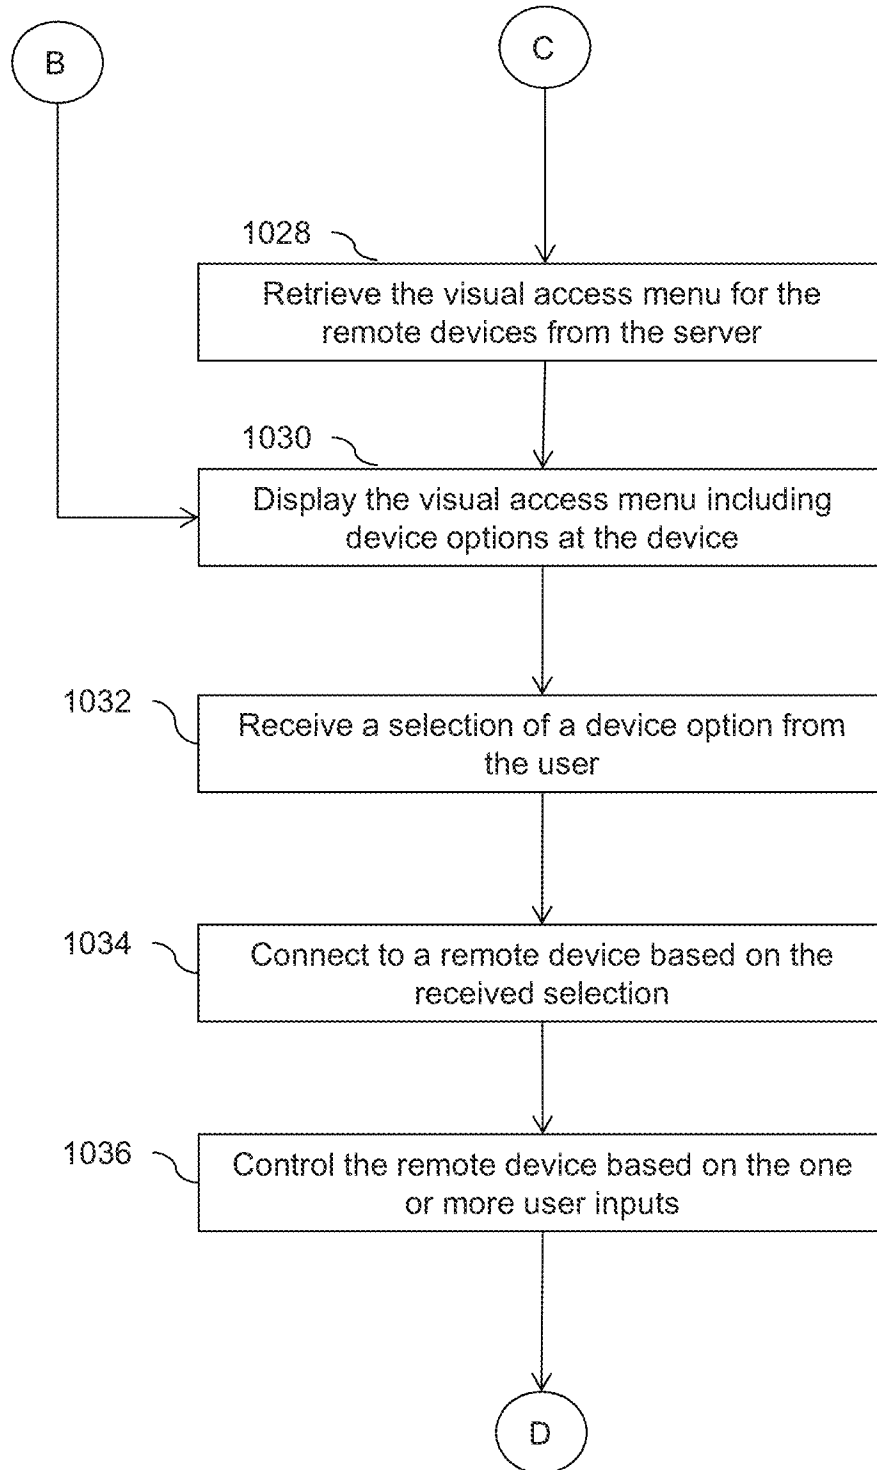 B
C
1028
Retrieve the visual access menu for the
remote devices from the server
1030
Display the visual access menu including
device options at the device
1032
Receive a selection of a device option from
the user
1034
Connect to a remote device based on the
received selection
1036
Control the remote device based on the one
or more user inputs
D